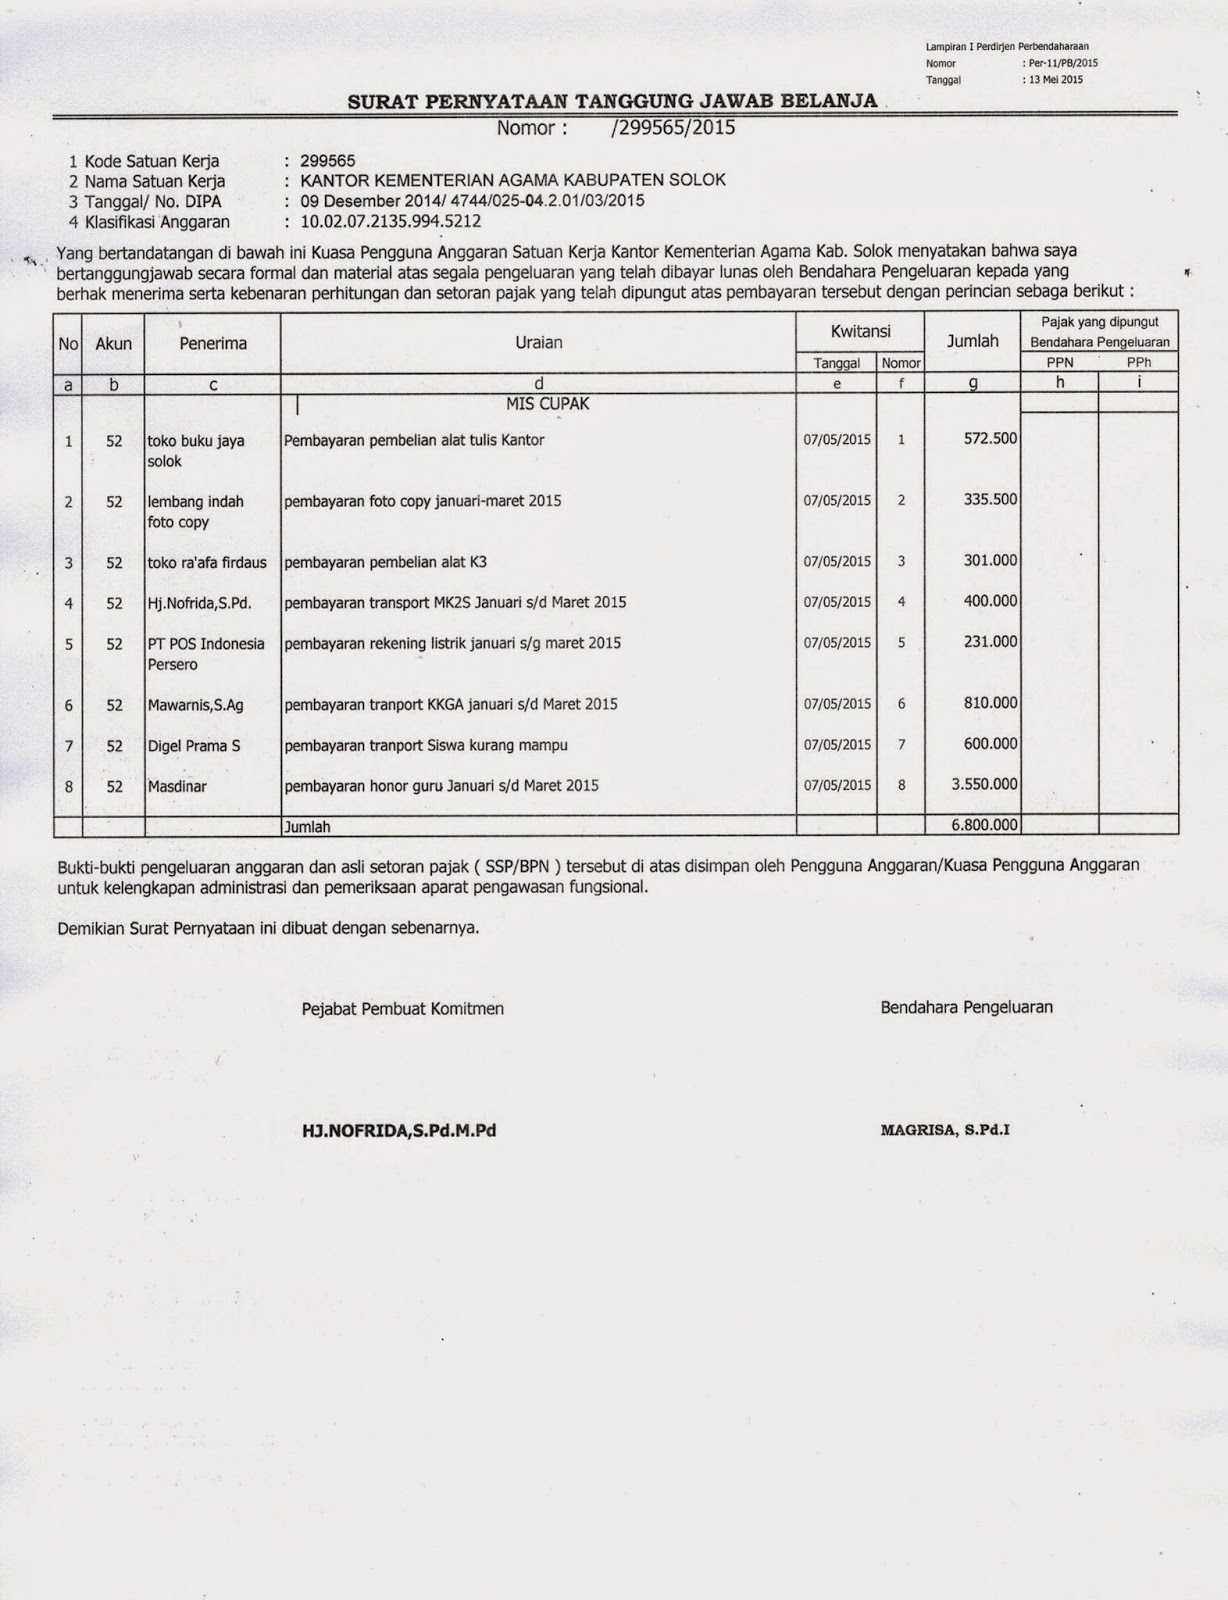 Lampiran I Perdirjen Perbendaharaan
Nomor : Per-11/PB/2015
Tanggal : 13 Mei 2015
SURAT PERNYATAAN TANGGUNG JAWAB BELANJA
Nomor : /299565/2015
1 Kode Satuan Kerja : 299565
2 Nama Satuan Kerja : KANTOR KEMENTERIAN AGAMA KABUPATEN SOLOK
3 Tanggal/ No. DIPA : 09 Desember 2014/ 4744/025-04.2.01/03/2015
4 Klasifikasi Anggaran : 10.02.07.2135.994.5212
Yang bertandatangan di bawah ini Kuasa Pengguna Anggaran Satuan Kerja Kantor Kementerian Agama Kab. Solok menyatakan bahwa saya
bertanggungjawab secara formal dan material atas segala pengeluaran yang telah dibayar lunas oleh Bendahara Pengeluaran kepada yang
berhak menerima serta kebenaran perhitungan dan setoran pajak yang telah dipungut atas pembayaran tersebut dengan perincian sebaga berikut :
No Akun Penerima Uraian Kwitansi Jumlah Pajak yang dipungut
Bendahara Pengeluaran
Tanggal Nomor PPN PPh
a b c d e f g h i
MIS CUPAK
1 52 toko buku jaya Pembayaran pembelian alat tulis Kantor 07/05/2015 1 572.500
solok
2 52 lembang indah pembayaran foto copy januari-maret 2015 07/05/2015 2 335.500
foto copy
3 52 toko ra'afa firdaus pembayaran pembelian alat K3 07/05/2015 3 301.000
4 52 Hj.Nofrida,S.Pd. pembayaran transport MK2S Januari s/d Maret 2015 07/05/2015 4 400.000
5 52 PT POS Indonesia pembayaran rekening listrik januari s/g maret 2015 07/05/2015 5 231.000
Persero
6 52 Mawarnis,S.Ag pembayaran tranport KKGA januari s/d Maret 2015 07/05/2015 6 810.000
7 52 Digel Prama S pembayaran tranport Siswa kurang mampu 07/05/2015 7 600.000
8 52 Masdinar pembayaran honor guru Januari s/d Maret 2015 07/05/2015 8 3.550.000
Jumlah 6.800.000
Bukti-bukti pengeluaran anggaran dan asli setoran pajak ( SSP/BPN ) tersebut di atas disimpan oleh Pengguna Anggaran/Kuasa Pengguna Anggaran
untuk kelengkapan administrasi dan pemeriksaan aparat pengawasan fungsional.
Demikian Surat Pernyataan ini dibuat dengan sebenarnya.
Pejabat Pembuat Komitmen Bendahara Pengeluaran
HJ.NOFRIDA,S.Pd.M.Pd MAGRISA, S.Pd.I